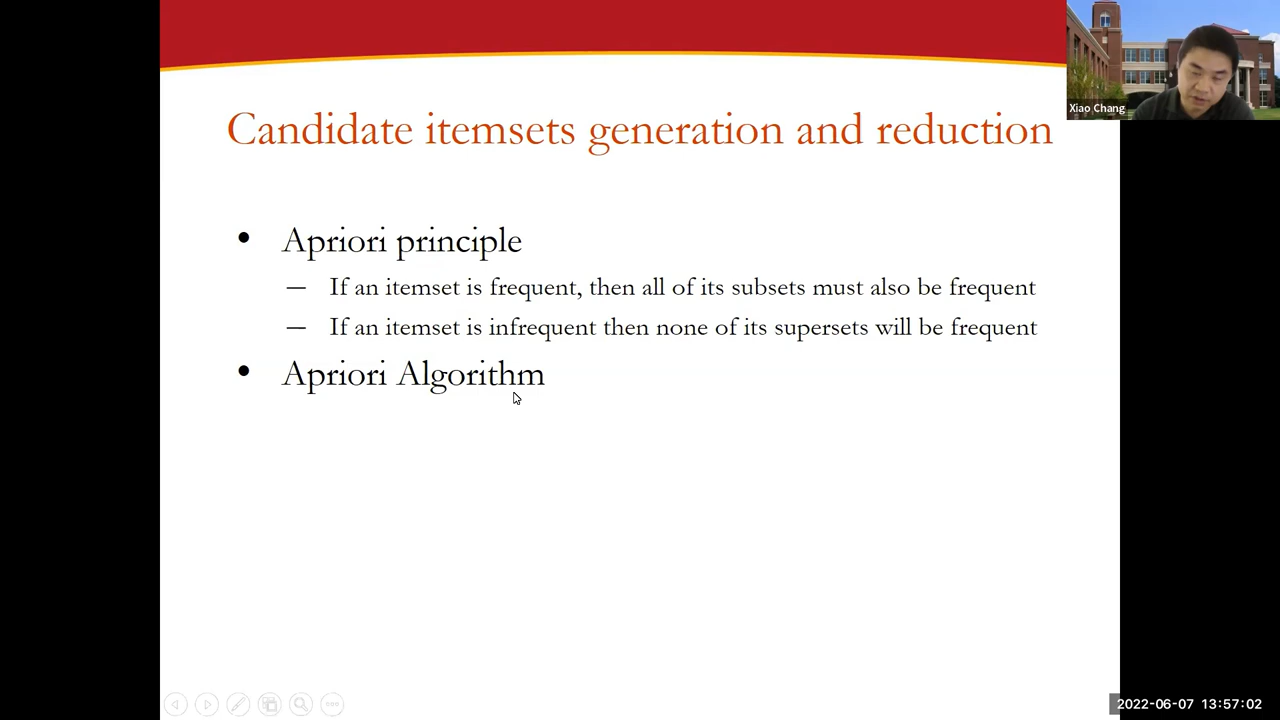 Xiao Chang
Candidate itemsets generation and reduction
• Apriori principle
— If an itemset is frequent, then all of its subsets must also be frequent
— If an itemset is infrequent then none of its supersets will be frequent
• Apriori Algorithm
2022-06-07 13:57:02